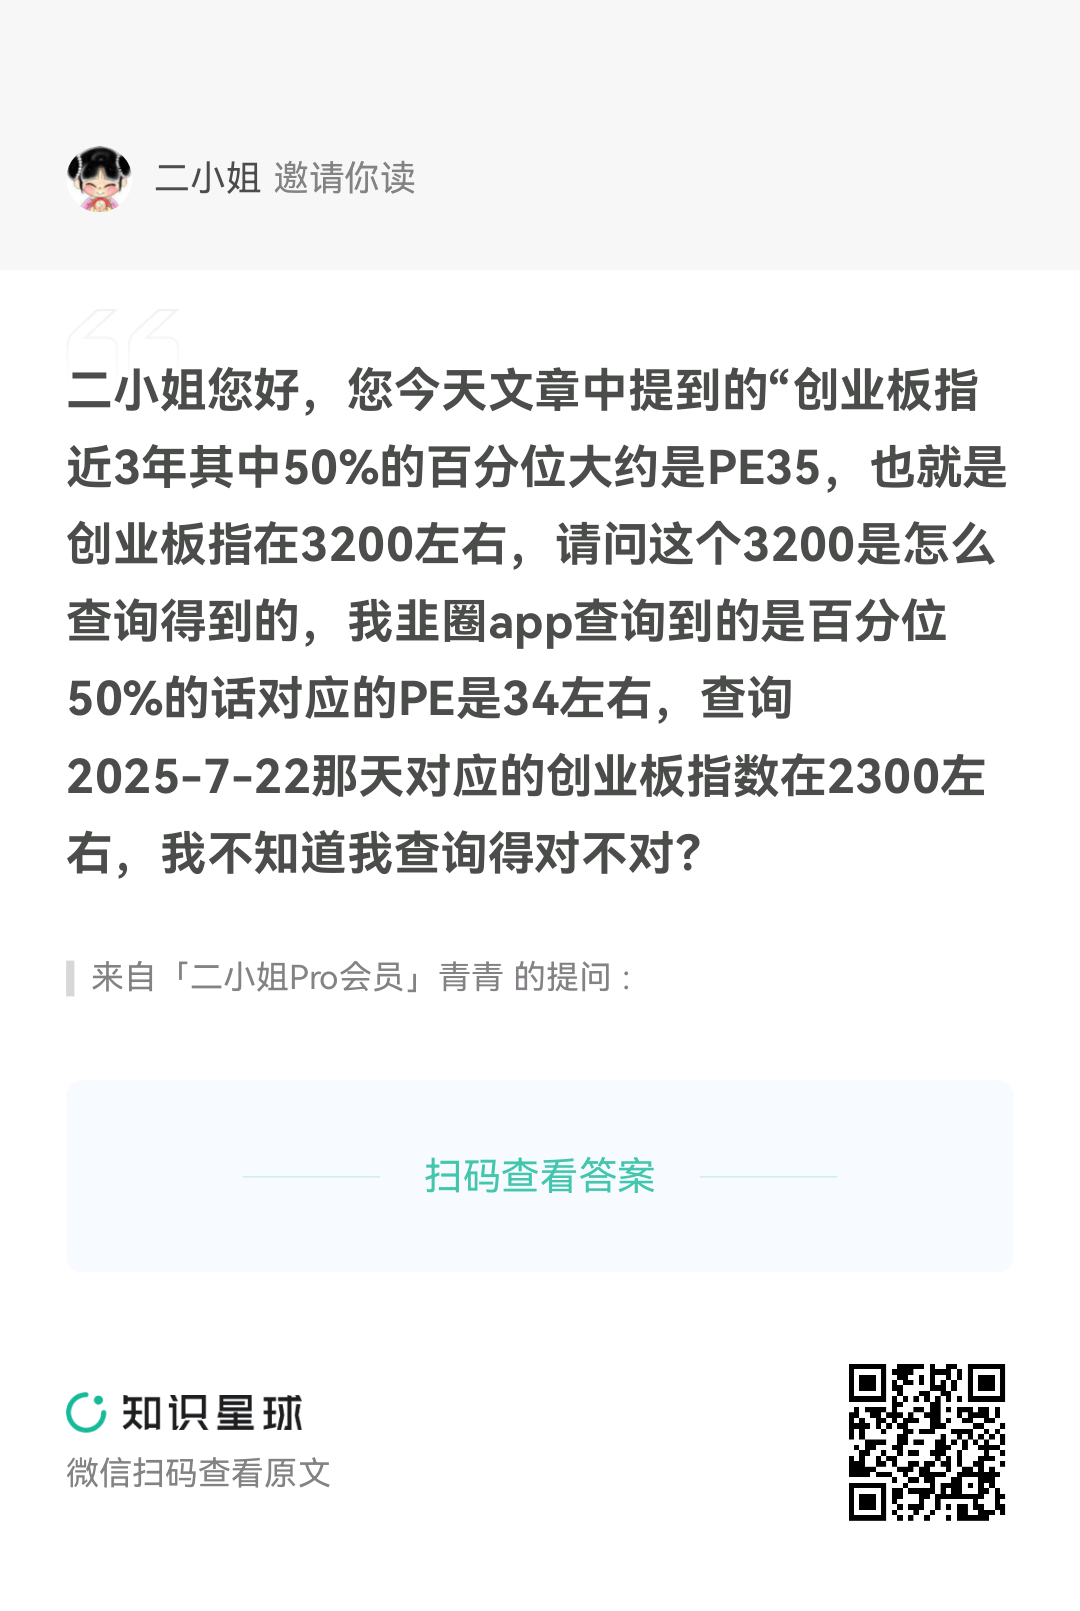 二小姐 邀请你读
二小姐您好，您今天文章中提到的“创业板指
近3年其中50%的百分位大约是PE35，也就是
创业板指在3200左右，请问这个3200是怎么
查询得到的，我韭圈app查询到的是百分位
50%的话对应的PE是34左右，查询
2025-7-22那天对应的创业板指数在2300左
右，我不知道我查询得对不对？
来自「二小姐Pro会员」青青 的提问：
扫码查看答案
知识星球
微信扫码查看原文